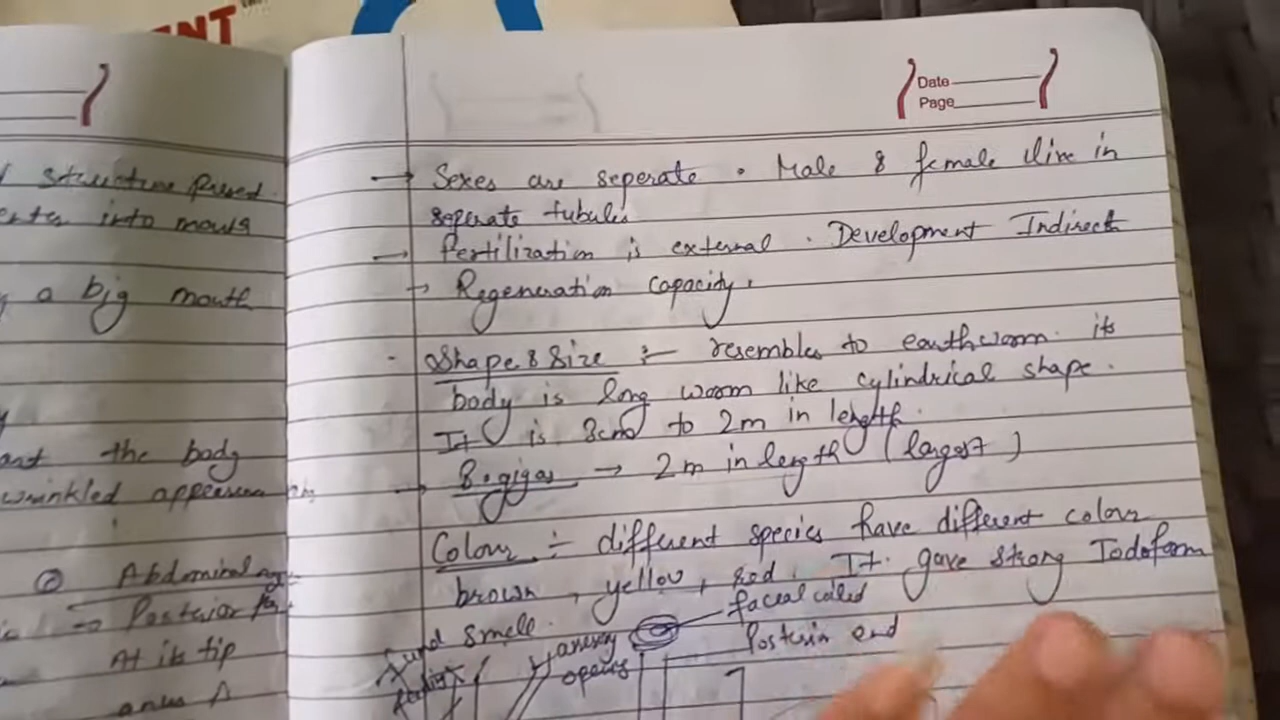 ENT
Date
Page
structure
into mouth
a big mouth
the body
wrinkled
Abdominal
→ Posterior
At its tip
anus
→ Sexes are seperate . Male & female live in
seperate tubules
→ Fertilization is external . Development Indirect
→ Regeneration capacity.
Shape & Size :- resembles to earthworm. its
body is long worm like cylindrical shape.
It is 8cm to 2m in length.
→ B. gigas → 2m in length (largest)
Colour :- different species have different colour
brown, yellow, red. It gave strong Iodoform
smell.
faecal coiled
Posterior end